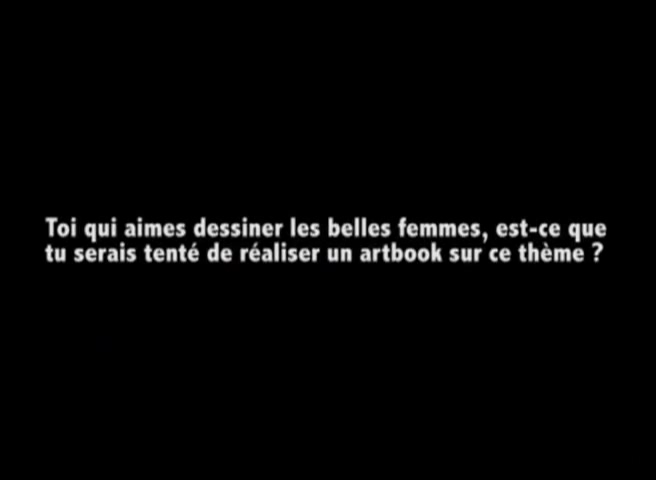 Toi qui aimes dessiner les belles femmes, est-ce que
tu serais tenté de réaliser un artbook sur ce thème ?